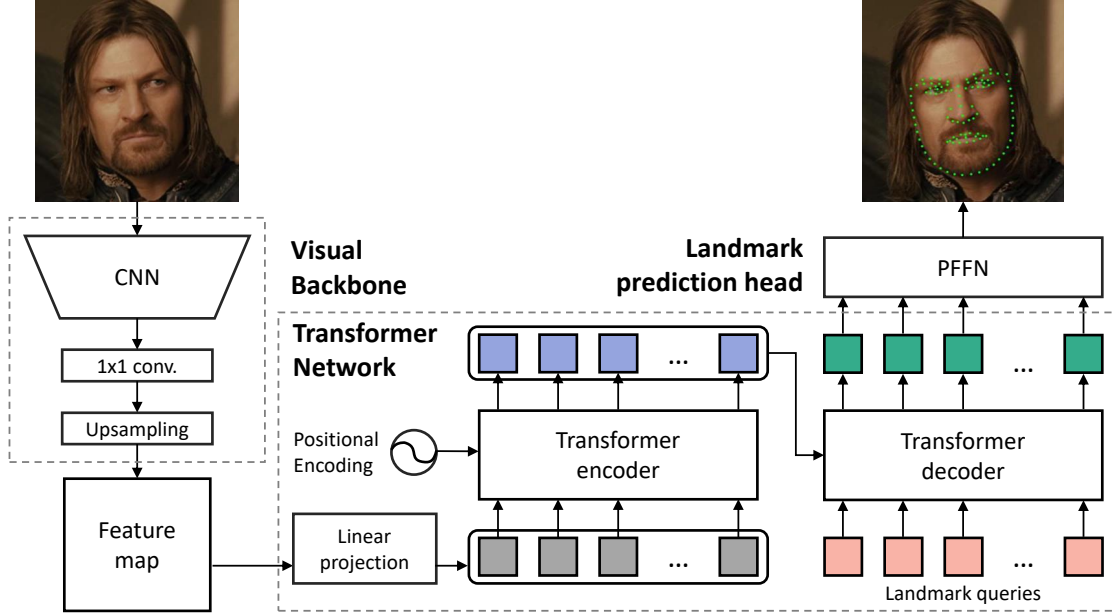 CNN
1x1 conv.
Upsampling
Feature
map
Visual
Backbone
Landmark
prediction head
PFFN
Transformer
Network
...
...
Positional
Encoding
Transformer
encoder
Transformer
decoder
Linear
projection
...
...
Landmark queries